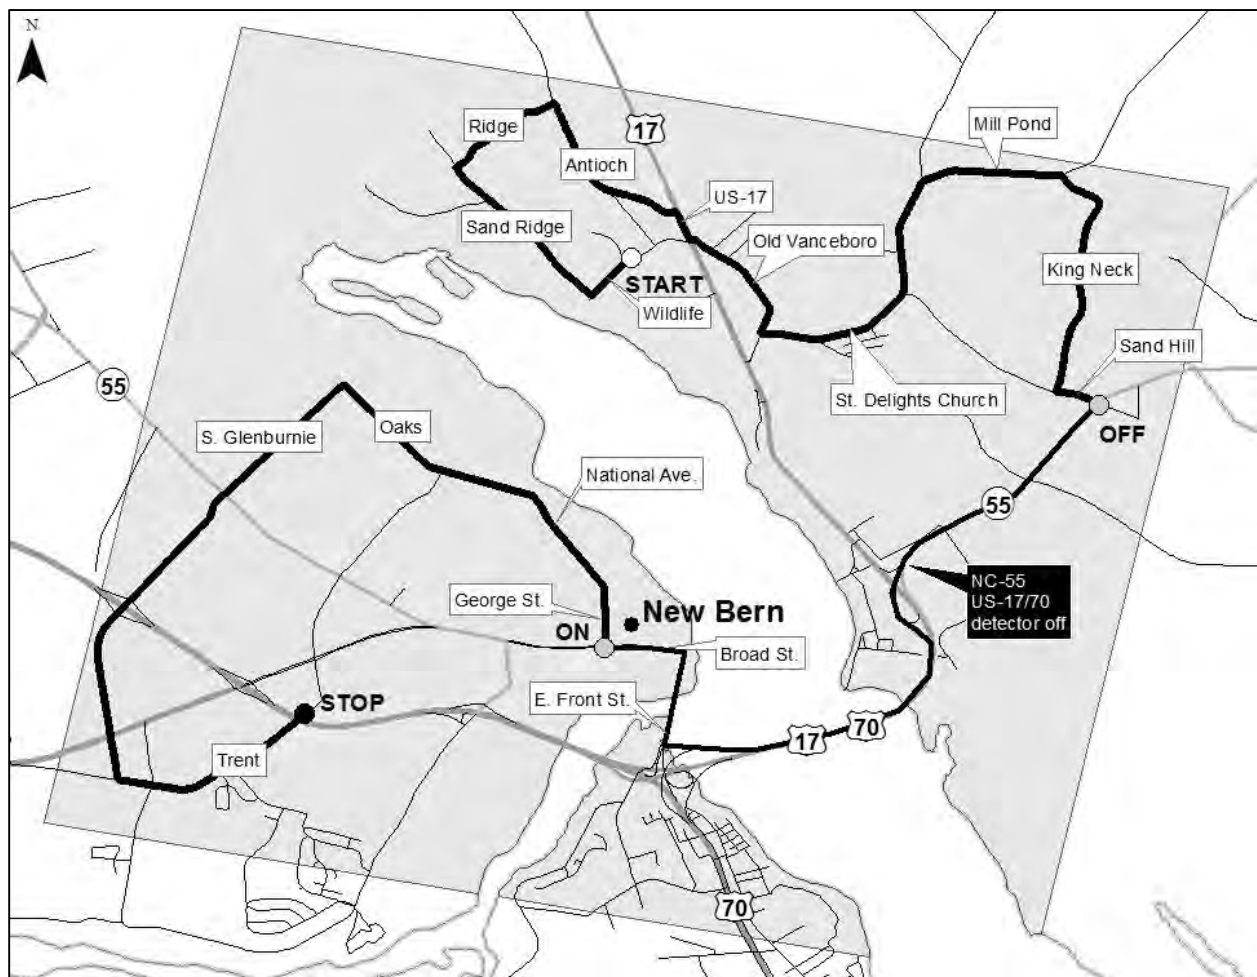 N
Mill Pond
Ridge
17
Antioch
US-17
Sand Ridge
Old Vanceboro
King Neck
START
Wildlife
Sand Hill
55
St. Delights Church
S. Glenburnie
Oaks
OFF
National Ave.
55
NC-55
US-17/70
detector off
George St.
New Bern
ON
Broad St.
STOP
E. Front St.
Trent
17
70
70